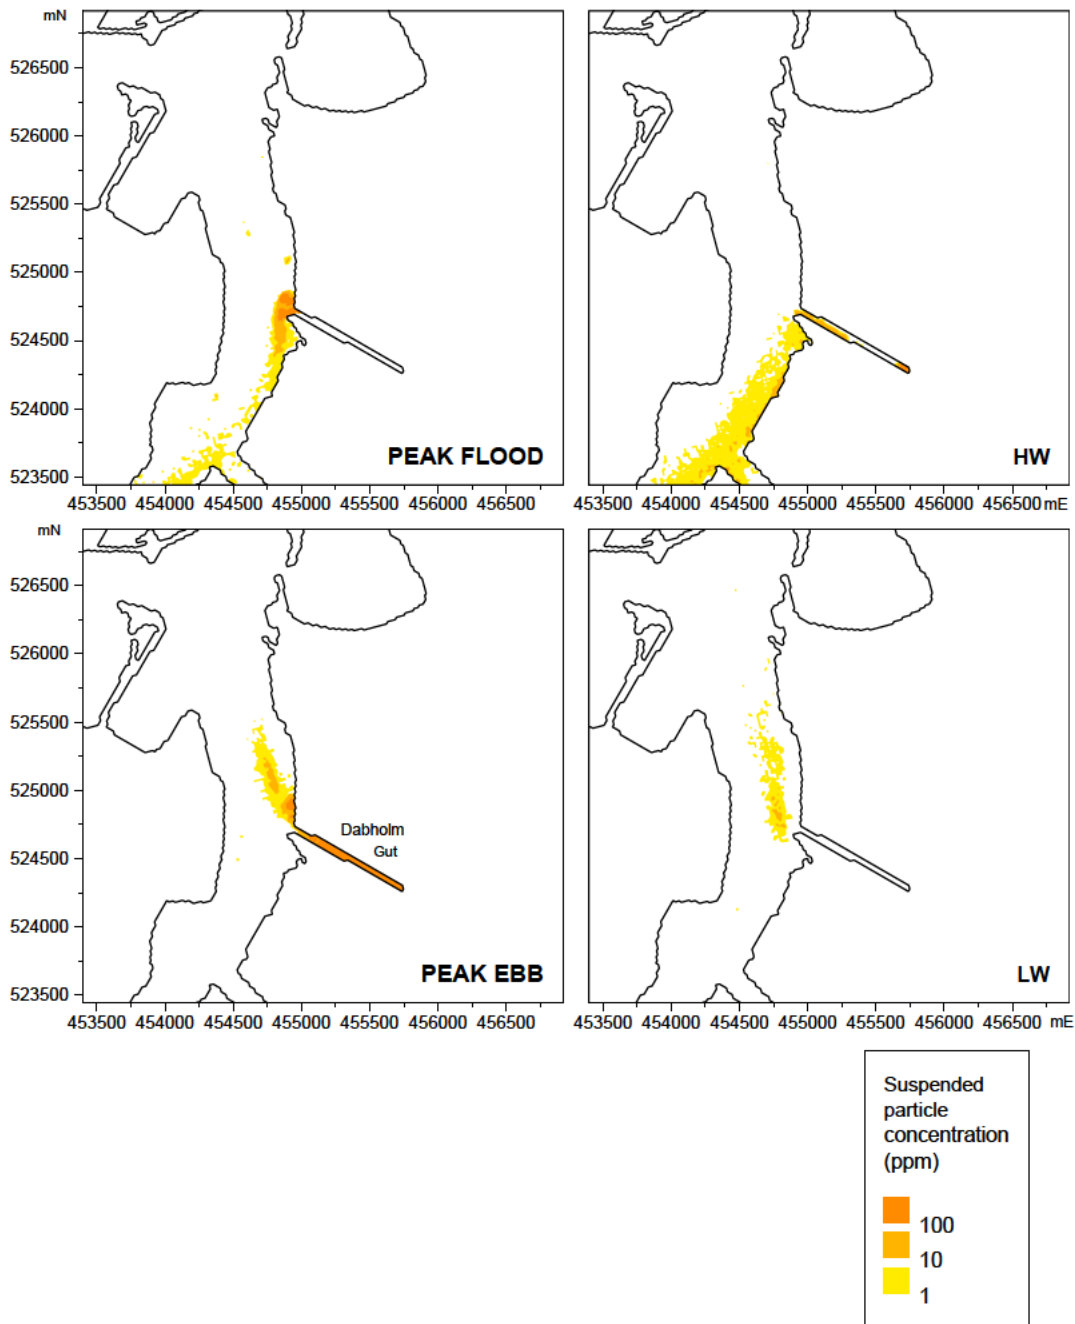 mN
526500
526000
525500
525000
524500
524000
523500
PEAK FLOOD
HW
453500 454000 454500 455000 455500 456000 456500
453500 454000 454500 455000 455500 456000 456500 mE
mN
526500
526000
525500
525000
524500
524000
523500
Dabholm
Gut
PEAK EBB
LW
453500 454000 454500 455000 455500 456000 456500
453500 454000 454500 455000 455500 456000 456500 mE
Suspended
particle
concentration
(ppm)
100
10
1